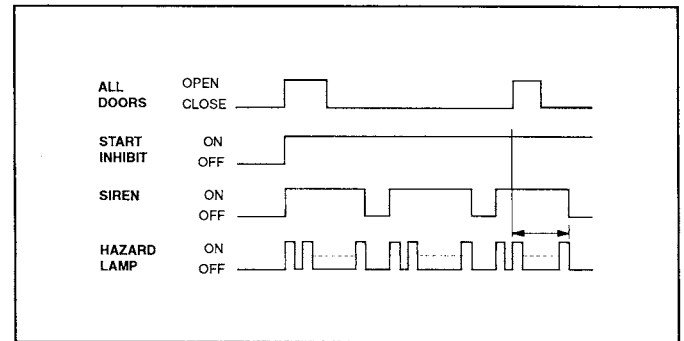 ALL OPEN
DOORS CLOSE
START ON
INHIBIT OFF
SIREN ON
OFF
HAZARD ON
LAMP OFF